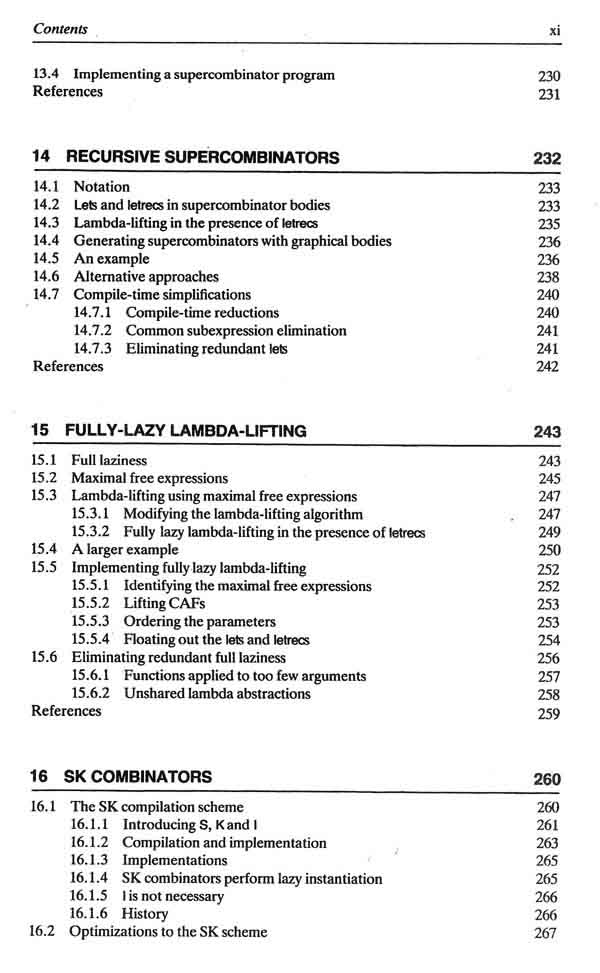 Contents xi
13.4 Implementing a supercombinator program 230
References 231
14 RECURSIVE SUPERCOMBINATORS 232
14.1 Notation 233
14.2 Lets and letrecs in supercombinator bodies 233
14.3 Lambda-lifting in the presence of letrecs 235
14.4 Generating supercombinators with graphical bodies 236
14.5 An example 236
14.6 Alternative approaches 238
14.7 Compile-time simplifications 240
14.7.1 Compile-time reductions 240
14.7.2 Common subexpression elimination 241
14.7.3 Eliminating redundant lets 241
References 242
15 FULLY-LAZY LAMBDA-LIFTING 243
15.1 Full laziness 243
15.2 Maximal free expressions 245
15.3 Lambda-lifting using maximal free expressions 247
15.3.1 Modifying the lambda-lifting algorithm 247
15.3.2 Fully lazy lambda-lifting in the presence of letrecs 249
15.4 A larger example 250
15.5 Implementing fully lazy lambda-lifting 252
15.5.1 Identifying the maximal free expressions 252
15.5.2 Lifting CAFs 253
15.5.3 Ordering the parameters 253
15.5.4 Floating out the lets and letrecs 254
15.6 Eliminating redundant full laziness 256
15.6.1 Functions applied to too few arguments 257
15.6.2 Unshared lambda abstractions 258
References 259
16 SK COMBINATORS 260
16.1 The SK compilation scheme 260
16.1.1 Introducing S, K and I 261
16.1.2 Compilation and implementation 263
16.1.3 Implementations 265
16.1.4 SK combinators perform lazy instantiation 265
16.1.5 I is not necessary 266
16.1.6 History 266
16.2 Optimizations to the SK scheme 267